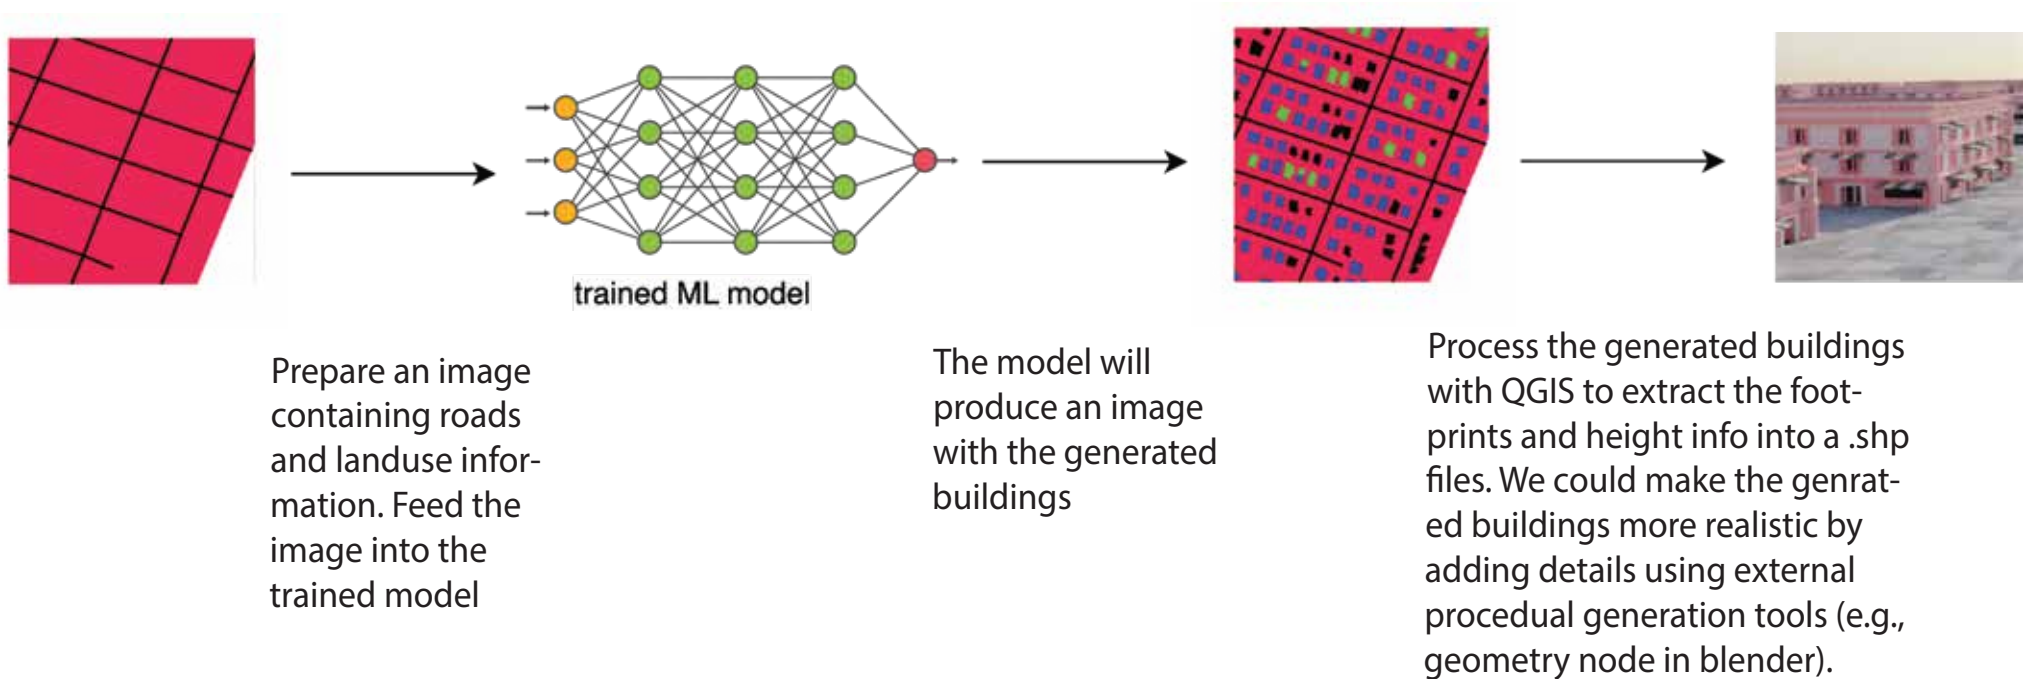 trained ML model
Prepare an image
containing roads
and landuse infor-
mation. Feed the
image into the
trained model
The model will
produce an image
with the generated
buildings
Process the generated buildings
with QGIS to extract the foot-
prints and height info into a .shp
files. We could make the genrat-
ed buildings more realistic by
adding details using external
procedual generation tools (e.g.,
geometry node in blender).